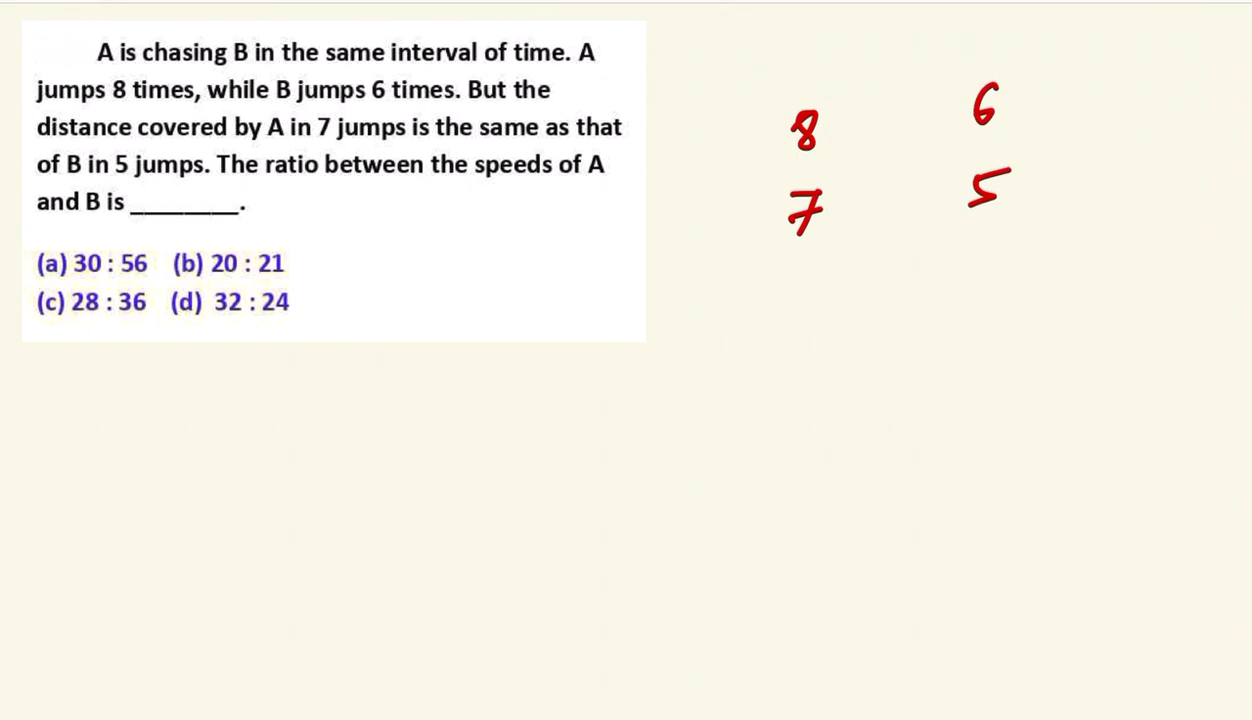 A is chasing B in the same interval of time. A
jumps 8 times, while B jumps 6 times. But the
distance covered by A in 7 jumps is the same as that
of B in 5 jumps. The ratio between the speeds of A
and B is ________.
(a) 30 : 56 (b) 20 : 21
(c) 28 : 36 (d) 32 : 24
8 6
7 5